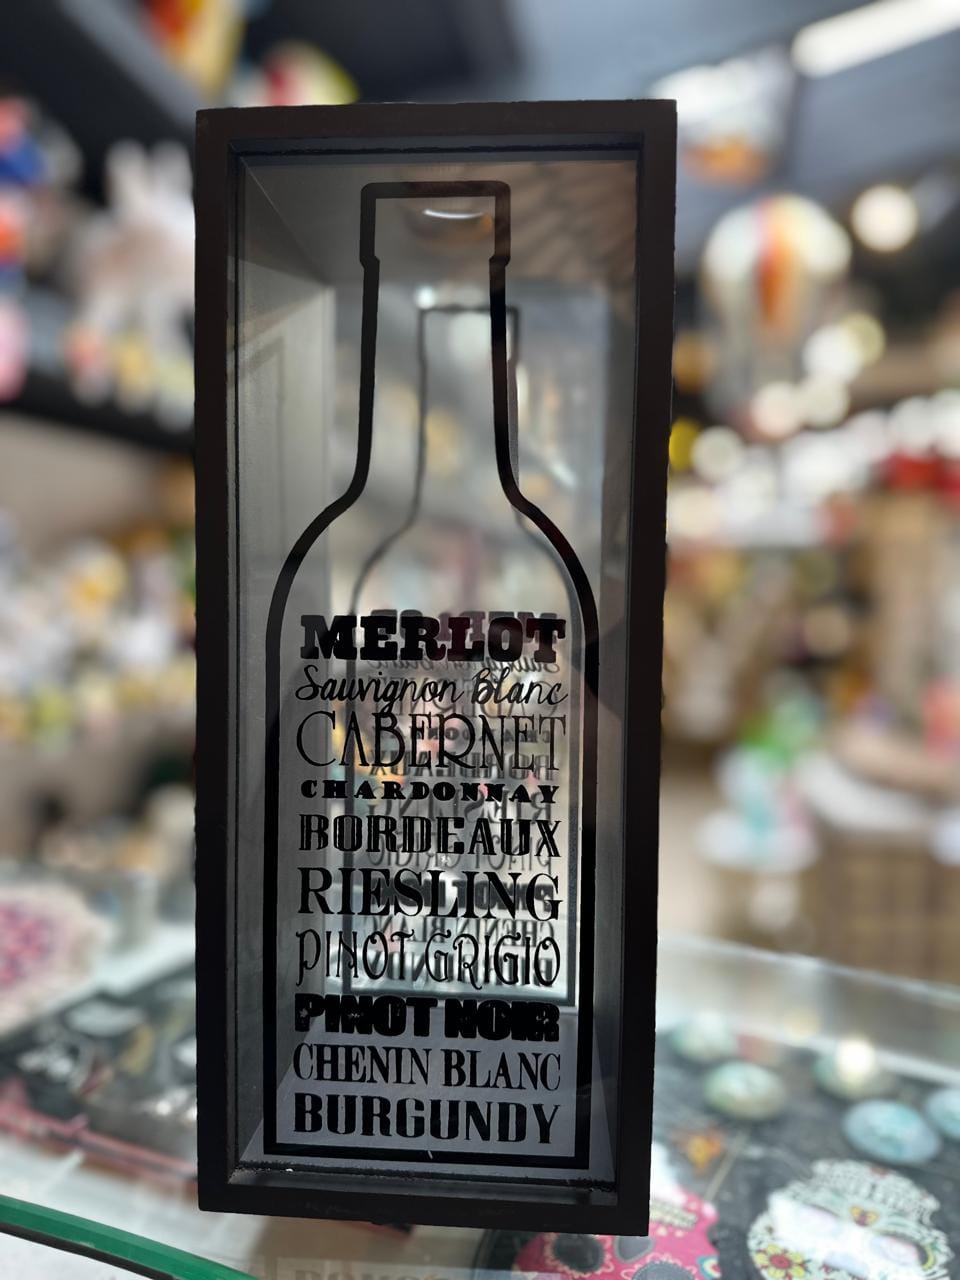 MERLOT
Sauvignon Blanc
CABERNET
CHARDONNAY
BORDEAUX
RIESLING
PINOT GRIGIO
PINOT NOIR
CHENIN BLANC
BURGUNDY